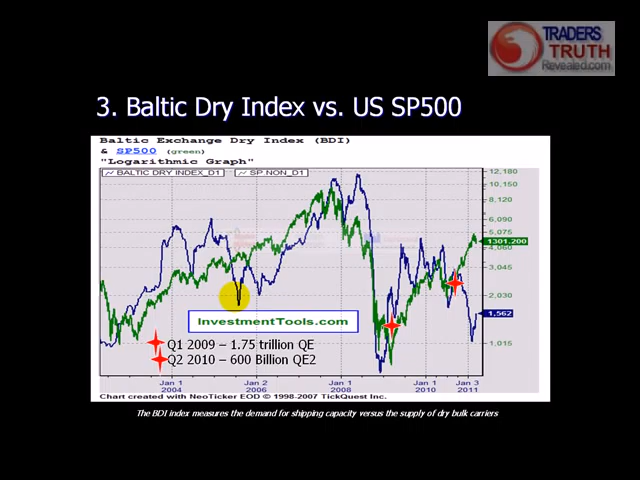 TRADERS
TRUTH
Revealed.com
3. Baltic Dry Index vs. US SP500
Baltic Exchange Dry Index (BDI)
& SP500 (green)
"Logarithmic Graph"
BALTIC DRY INDEX_D1 SP.NON_D1
12,180
10,150
8,120
6,090
5,075
1301.200
4,060
3,045
2,030
1,562
1,015
InvestmentTools.com
Q1 2009 – 1.75 trillion QE
Q2 2010 – 600 Billion QE2
Jan 1 Jan 2 Jan 1 Jan 1 Jan 3
2004 2006 2008 2010 2011
Chart created with NeoTicker EOD © 1998-2007 TickQuest Inc.
The BDI index measures the demand for shipping capacity versus the supply of dry bulk carriers